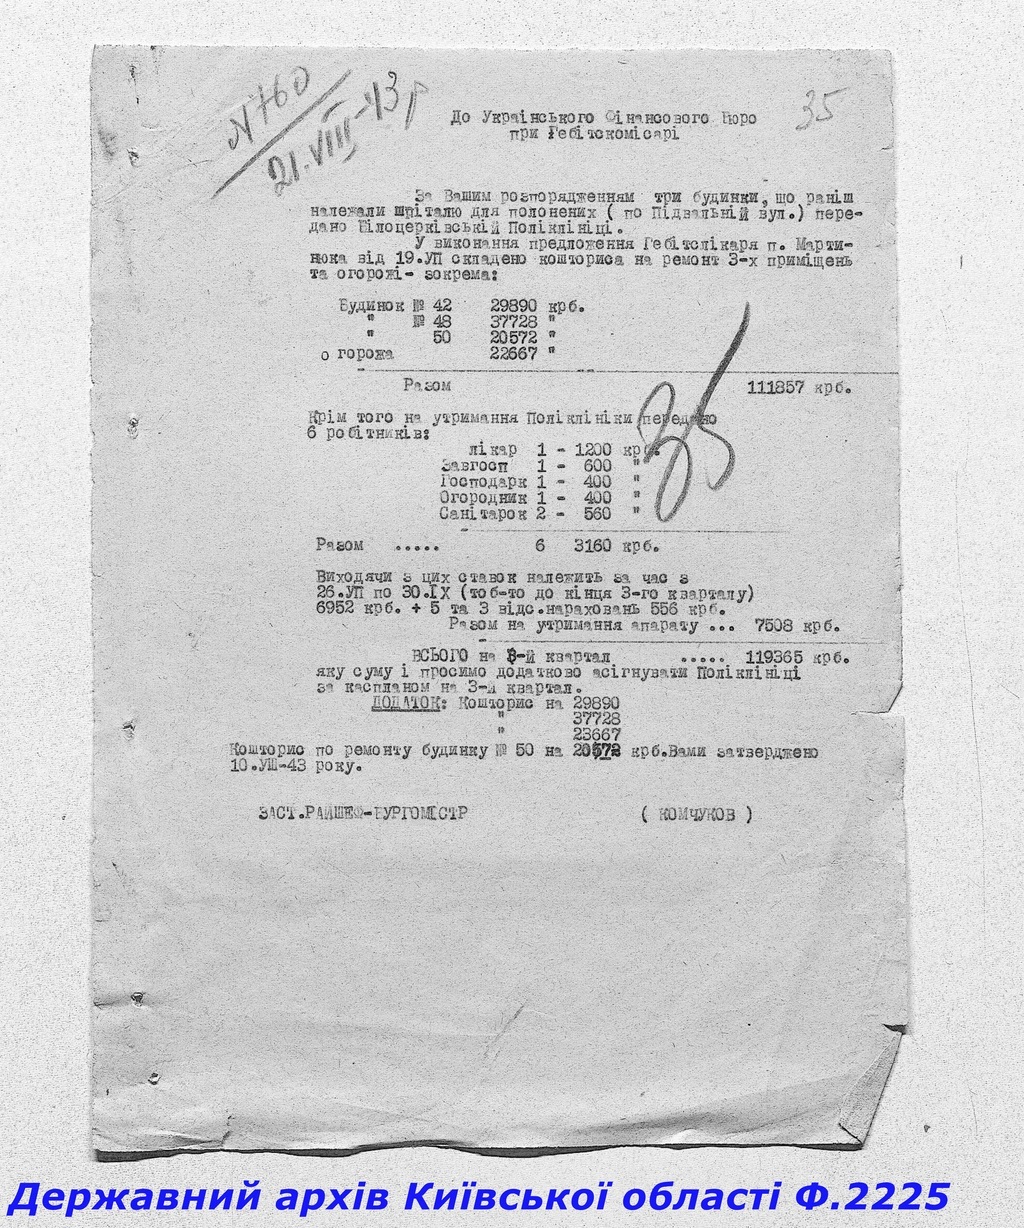 N 760
21.VIII-43 р
35
До Українського Фінансового Бюро
при Гебітскомісарі
За Вашим розпорядженням три будинки, що раніш
належали шпіталю для полонених ( по Підвальній вул.) пере-
дано Білоцерківській Поліклініці.
У виконання предложення Гебітслікаря п. Марти-
нюка від 19.УП складено кошториса на ремонт 3-х приміщень
та огорожі- зокрема:
Будинок № 42 29890 крб.
" № 48 37728 "
" 50 20572 "
о горожа 22667 "
Разом 111857 крб.
Крім того на утримання Поліклініки передано
6 робітників:
лікар 1 - 1200 крб.
Завгосп 1 - 600 "
Господарк 1 - 400 "
Огородник 1 - 400 "
Санітарок 2 - 560 "
35
Разом ..... 6 3160 крб.
Виходячи з цих ставок належить за час з
26.УП по 30.ІХ (тоб-то до кінця 3-го кварталу)
6952 крб. + 5 та 3 відс.нараховань 556 крб.
Разом на утримання апарату ... 7508 крб.
ВСЬОГО на 3-й квартал ..... 119365 крб.
яку суму і просимо додатково асігнувати Поліклініці
за каспланом на 3-й квартал.
ДОДАТОК: Кошторис на 29890
" 37728
" 23667
Кошторис по ремонту будинку № 50 на 20572 крб.Вами затверджено
10.УШ-43 року.
ЗАСТ.РАЙШЕФ-БУРГОМІСТР ( КОМЧУКОВ )
Державний архів Київської області Ф.2225